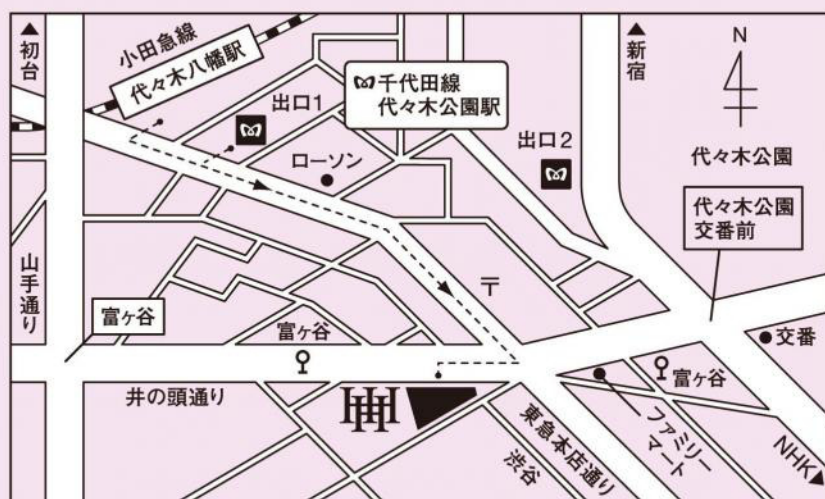 初台
小田急線
代々木八幡駅
出口1
千代田線
代々木公園駅
新宿
N
代々木公園
ローソン
出口2
代々木公園
交番前
山手通り
富ヶ谷
富ヶ谷
〒
交番
富ヶ谷
井の頭通り
HH
東急本店通り
渋谷
ファミリー
マート
NHK